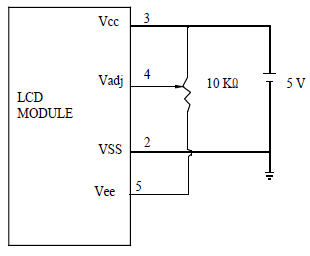 Vcc 3
Vadj 4
10 KΩ
5 V
LCD
MODULE
VSS 2
Vee 5